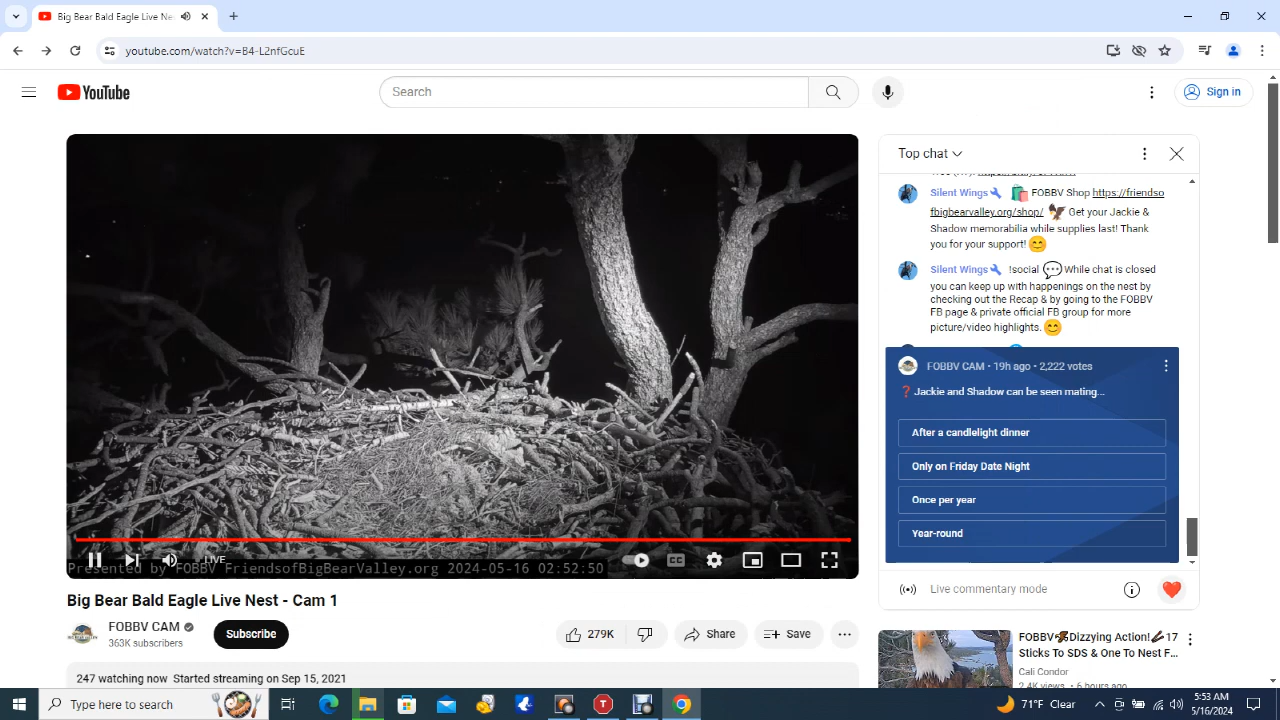 Big Bear Bald Eagle Live Ne
youtube.com/watch?v=B4-L2nfGcuE
YouTube
Search
Sign in
Presented by FOBBV FriendsofBigBearValley.org 2024-05-16 02:52:50
LIVE
CC
Big Bear Bald Eagle Live Nest - Cam 1
FOBBV CAM
363K subscribers
Subscribe
279K
Share
Save
247 watching now Started streaming on Sep 15, 2021
Top chat
Silent Wings FOBBV Shop https://friendso
fbigbearvalley.org/shop/ Get your Jackie &
Shadow memorabilia while supplies last! Thank
you for your support!
Silent Wings !social While chat is closed
you can keep up with happenings on the nest by
checking out the Recap & by going to the FOBBV
FB page & private official FB group for more
picture/video highlights.
FOBBV CAM • 19h ago • 2,222 votes
❓Jackie and Shadow can be seen mating...
After a candlelight dinner
Only on Friday Date Night
Once per year
Year-round
Live commentary mode
FOBBV Dizzying Action! 17
Sticks To SDS & One To Nest F...
Cali Condor
2.4K views • 6 hours ago
Type here to search
T
71°F Clear
5:53 AM
5/16/2024